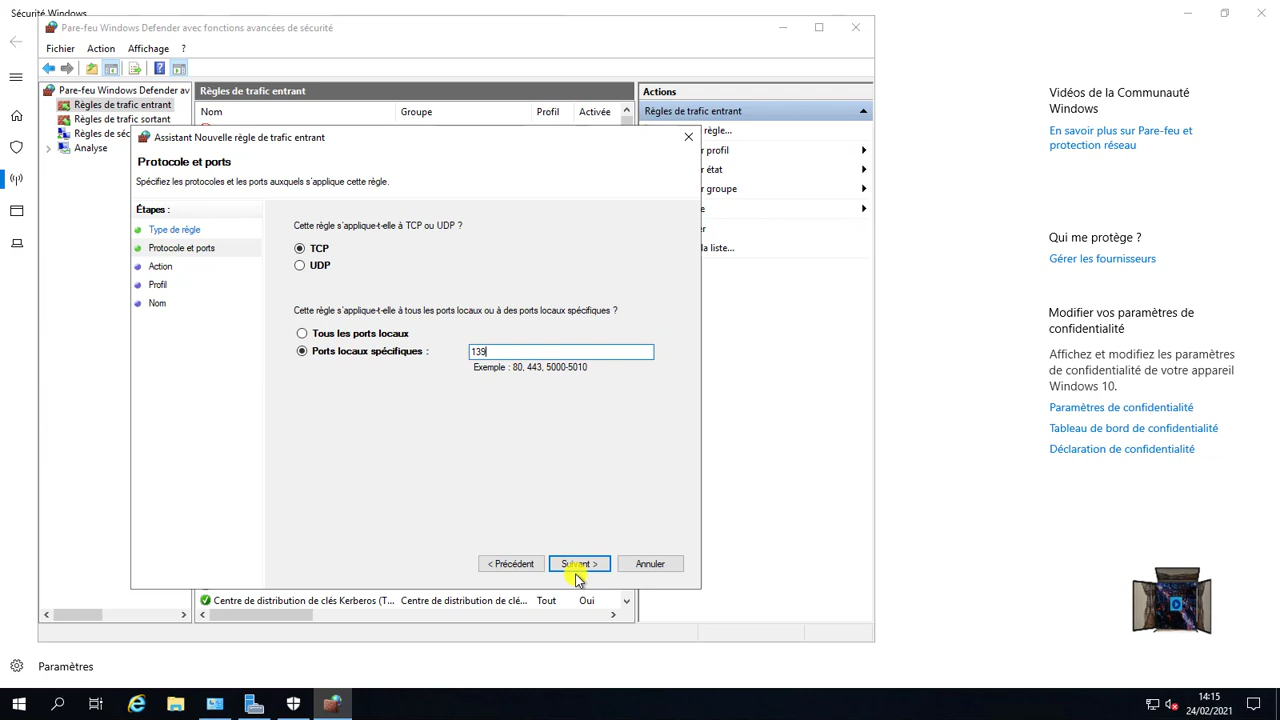 Sécurité Windows
Pare-feu Windows Defender avec fonctions avancées de sécurité
Fichier Action Affichage ?
Pare-feu Windows Defender av
Règles de trafic entrant
Règles de trafic sortant
Règles de séc
Analyse
Règles de trafic entrant
Nom Groupe Profil Activée
Actions
Règles de trafic entrant
règle...
r profil
r état
r groupe
e
er
la liste...
Assistant Nouvelle règle de trafic entrant
Protocole et ports
Spécifiez les protocoles et les ports auxquels s'applique cette règle.
Étapes :
Type de règle
Protocole et ports
Action
Profil
Nom
Cette règle s'applique-t-elle à TCP ou UDP ?
TCP
UDP
Cette règle s'applique-t-elle à tous les ports locaux ou à des ports locaux spécifiques ?
Tous les ports locaux
Ports locaux spécifiques : 139
Exemple : 80, 443, 5000-5010
< Précédent Suivant > Annuler
Centre de distribution de clés Kerberos (T... Centre de distribution de clé... Tout Oui
Vidéos de la Communauté
Windows
En savoir plus sur Pare-feu et
protection réseau
Qui me protège ?
Gérer les fournisseurs
Modifier vos paramètres de
confidentialité
Affichez et modifiez les paramètres
de confidentialité de votre appareil
Windows 10.
Paramètres de confidentialité
Tableau de bord de confidentialité
Déclaration de confidentialité
Paramètres
14:15
24/02/2021